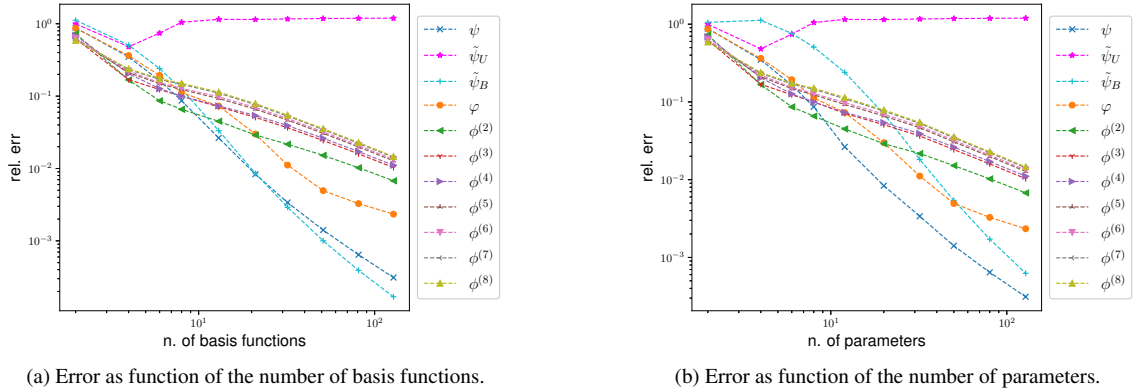 10⁰
10⁻¹
10⁻²
10⁻³
rel. err
10¹
10²
n. of basis functions
ψ
ψ̃_U
ψ̃_B
φ
ϕ⁽²⁾
ϕ⁽³⁾
ϕ⁽⁴⁾
ϕ⁽⁵⁾
ϕ⁽⁶⁾
ϕ⁽⁷⁾
ϕ⁽⁸⁾
(a) Error as function of the number of basis functions.
10⁰
10⁻¹
10⁻²
10⁻³
rel. err
10¹
10²
n. of parameters
ψ
ψ̃_U
ψ̃_B
φ
ϕ⁽²⁾
ϕ⁽³⁾
ϕ⁽⁴⁾
ϕ⁽⁵⁾
ϕ⁽⁶⁾
ϕ⁽⁷⁾
ϕ⁽⁸⁾
(b) Error as function of the number of parameters.